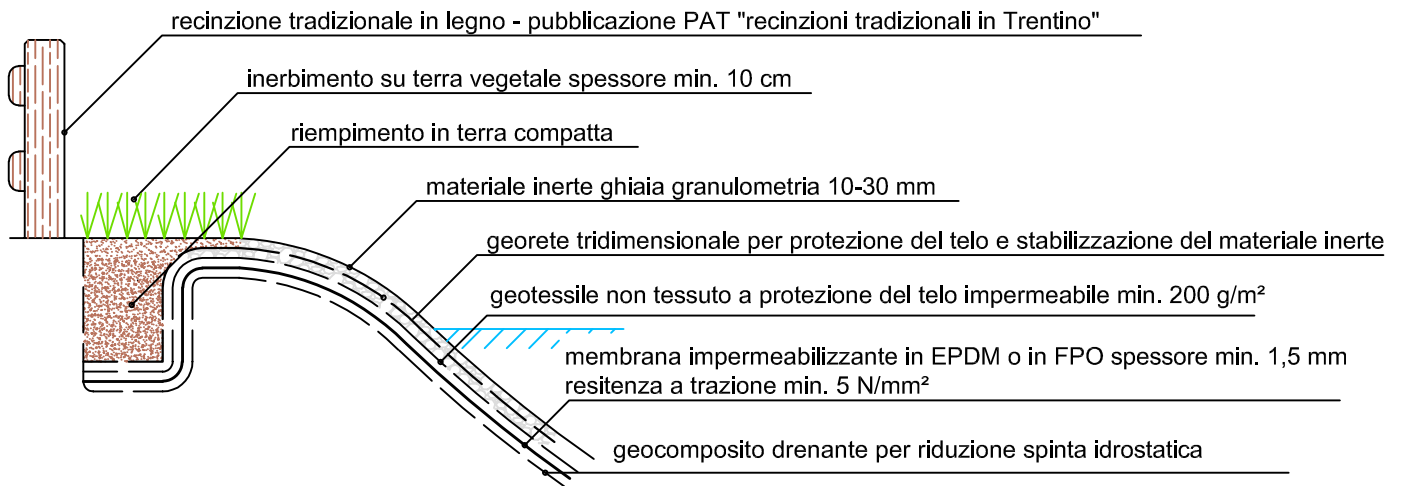 recinzione tradizionale in legno - pubblicazione PAT "recinzioni tradizionali in Trentino"
inerbimento su terra vegetale spessore min. 10 cm
riempimento in terra compatta
materiale inerte ghiaia granulometria 10-30 mm
georete tridimensionale per protezione del telo e stabilizzazione del materiale inerte
geotessile non tessuto a protezione del telo impermeabile min. 200 g/m²
membrana impermeabilizzante in EPDM o in FPO spessore min. 1,5 mm
resitenza a trazione min. 5 N/mm²
geocomposito drenante per riduzione spinta idrostatica